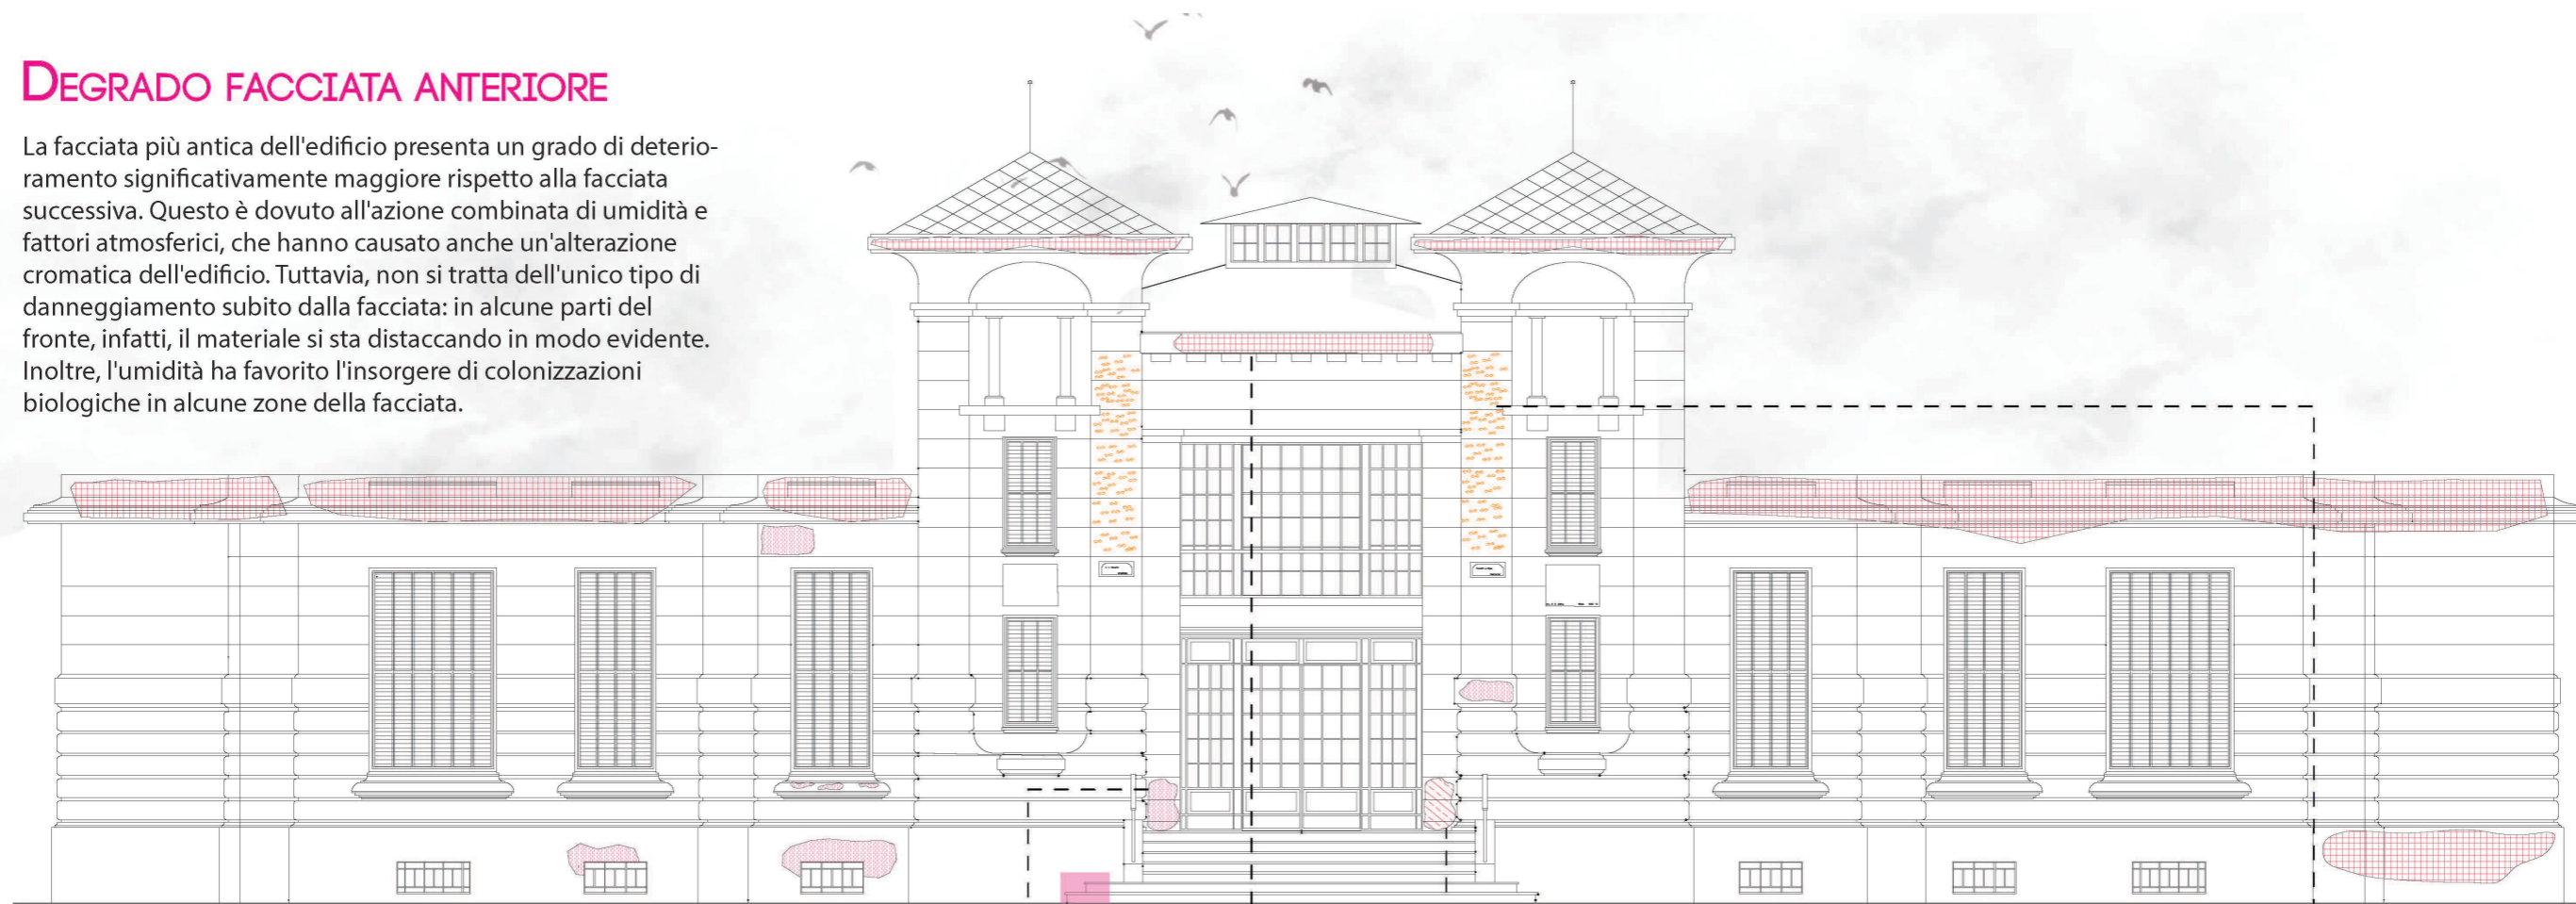 DEGRADO FACCIATA ANTERIORE
La facciata più antica dell'edificio presenta un grado di deterio-
ramento significativamente maggiore rispetto alla facciata
successiva. Questo è dovuto all'azione combinata di umidità e
fattori atmosferici, che hanno causato anche un'alterazione
cromatica dell'edificio. Tuttavia, non si tratta dell'unico tipo di
danneggiamento subito dalla facciata: in alcune parti del
fronte, infatti, il materiale si sta distaccando in modo evidente.
Inoltre, l'umidità ha favorito l'insorgere di colonizzazioni
biologiche in alcune zone della facciata.